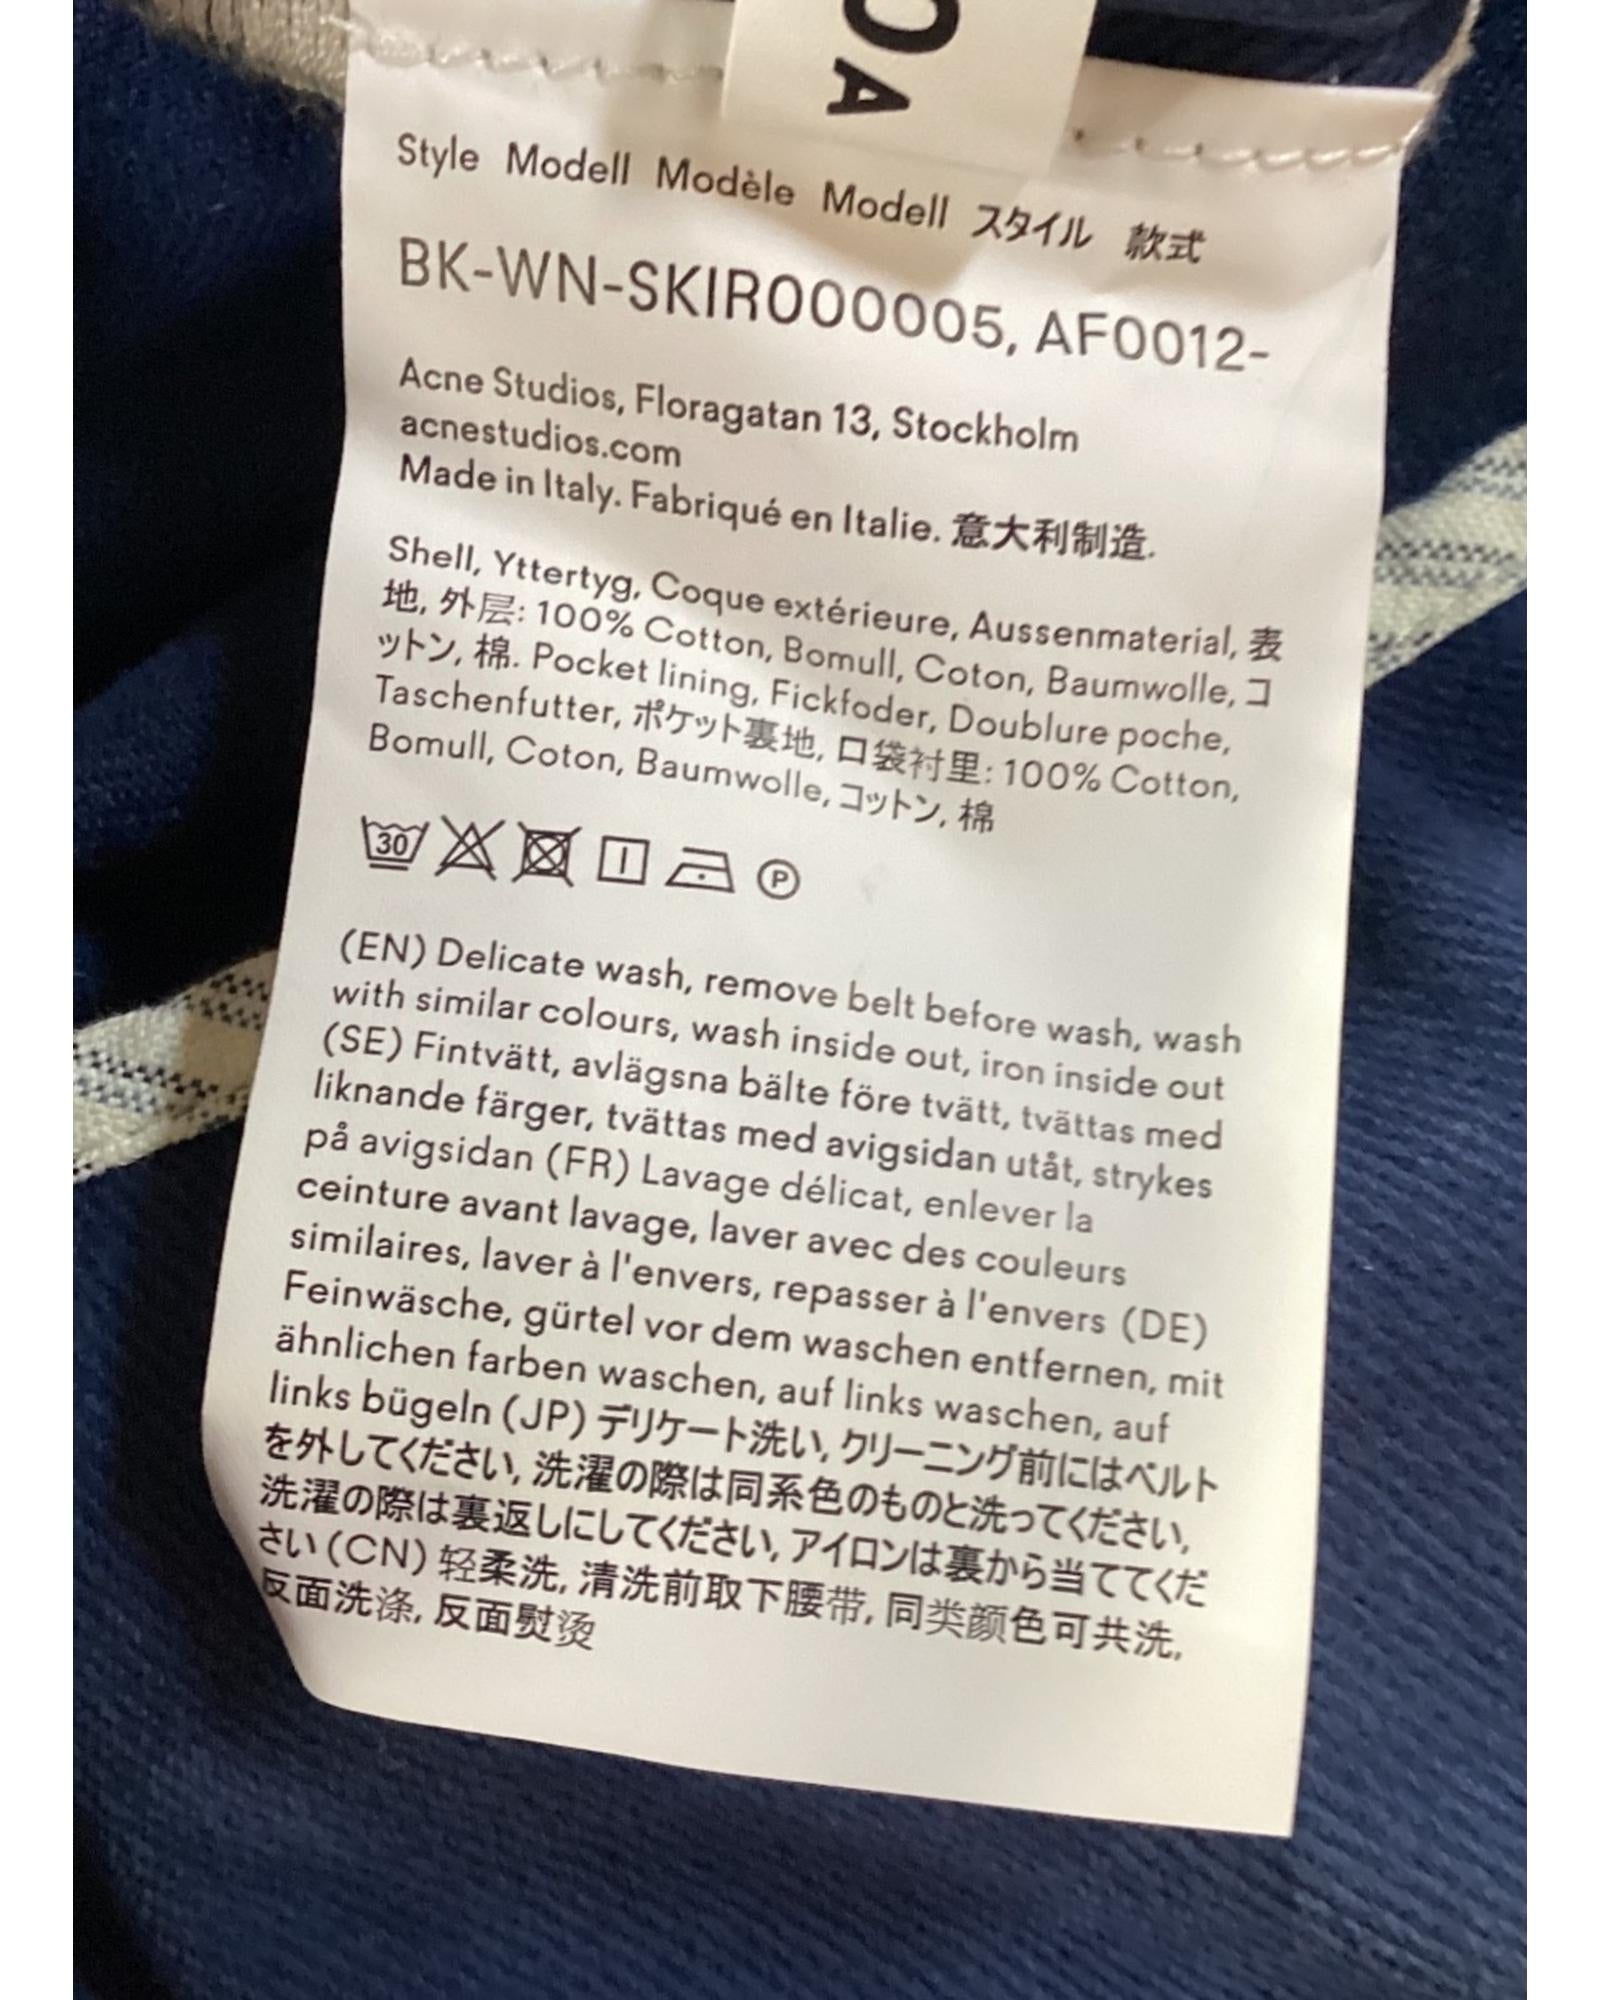 OA
Style Modell Modèle Modell スタイル 款式
BK-WN-SKIR000005, AF0012-
Acne Studios, Floragatan 13, Stockholm
acnestudios.com
Made in Italy. Fabriqué en Italie. 意大利制造.
Shell, Yttertyg, Coque extérieure, Aussenmaterial, 表
地, 外层: 100% Cotton, Bomull, Coton, Baumwolle, コ
ットン, 棉. Pocket lining, Fickfoder, Doublure poche,
Taschenfutter, ポケット裏地, 口袋衬里: 100% Cotton,
Bomull, Coton, Baumwolle, コットン, 棉
30 P
(EN) Delicate wash, remove belt before wash, wash
with similar colours, wash inside out, iron inside out
(SE) Fintvätt, avlägsna bälte före tvätt, tvättas med
liknande färger, tvättas med avigsidan utåt, strykes
på avigsidan (FR) Lavage délicat, enlever la
ceinture avant lavage, laver avec des couleurs
similaires, laver à l'envers, repasser à l'envers (DE)
Feinwäsche, gürtel vor dem waschen entfernen, mit
ähnlichen farben waschen, auf links waschen, auf
links bügeln (JP) デリケート洗い, クリーニング前にはベルト
を外してください, 洗濯の際は同系色のものと洗ってください,
洗濯の際は裏返しにしてください, アイロンは裏から当ててくだ
さい (CN) 轻柔洗, 清洗前取下腰带, 同类颜色可共洗,
反面洗涤, 反面熨烫